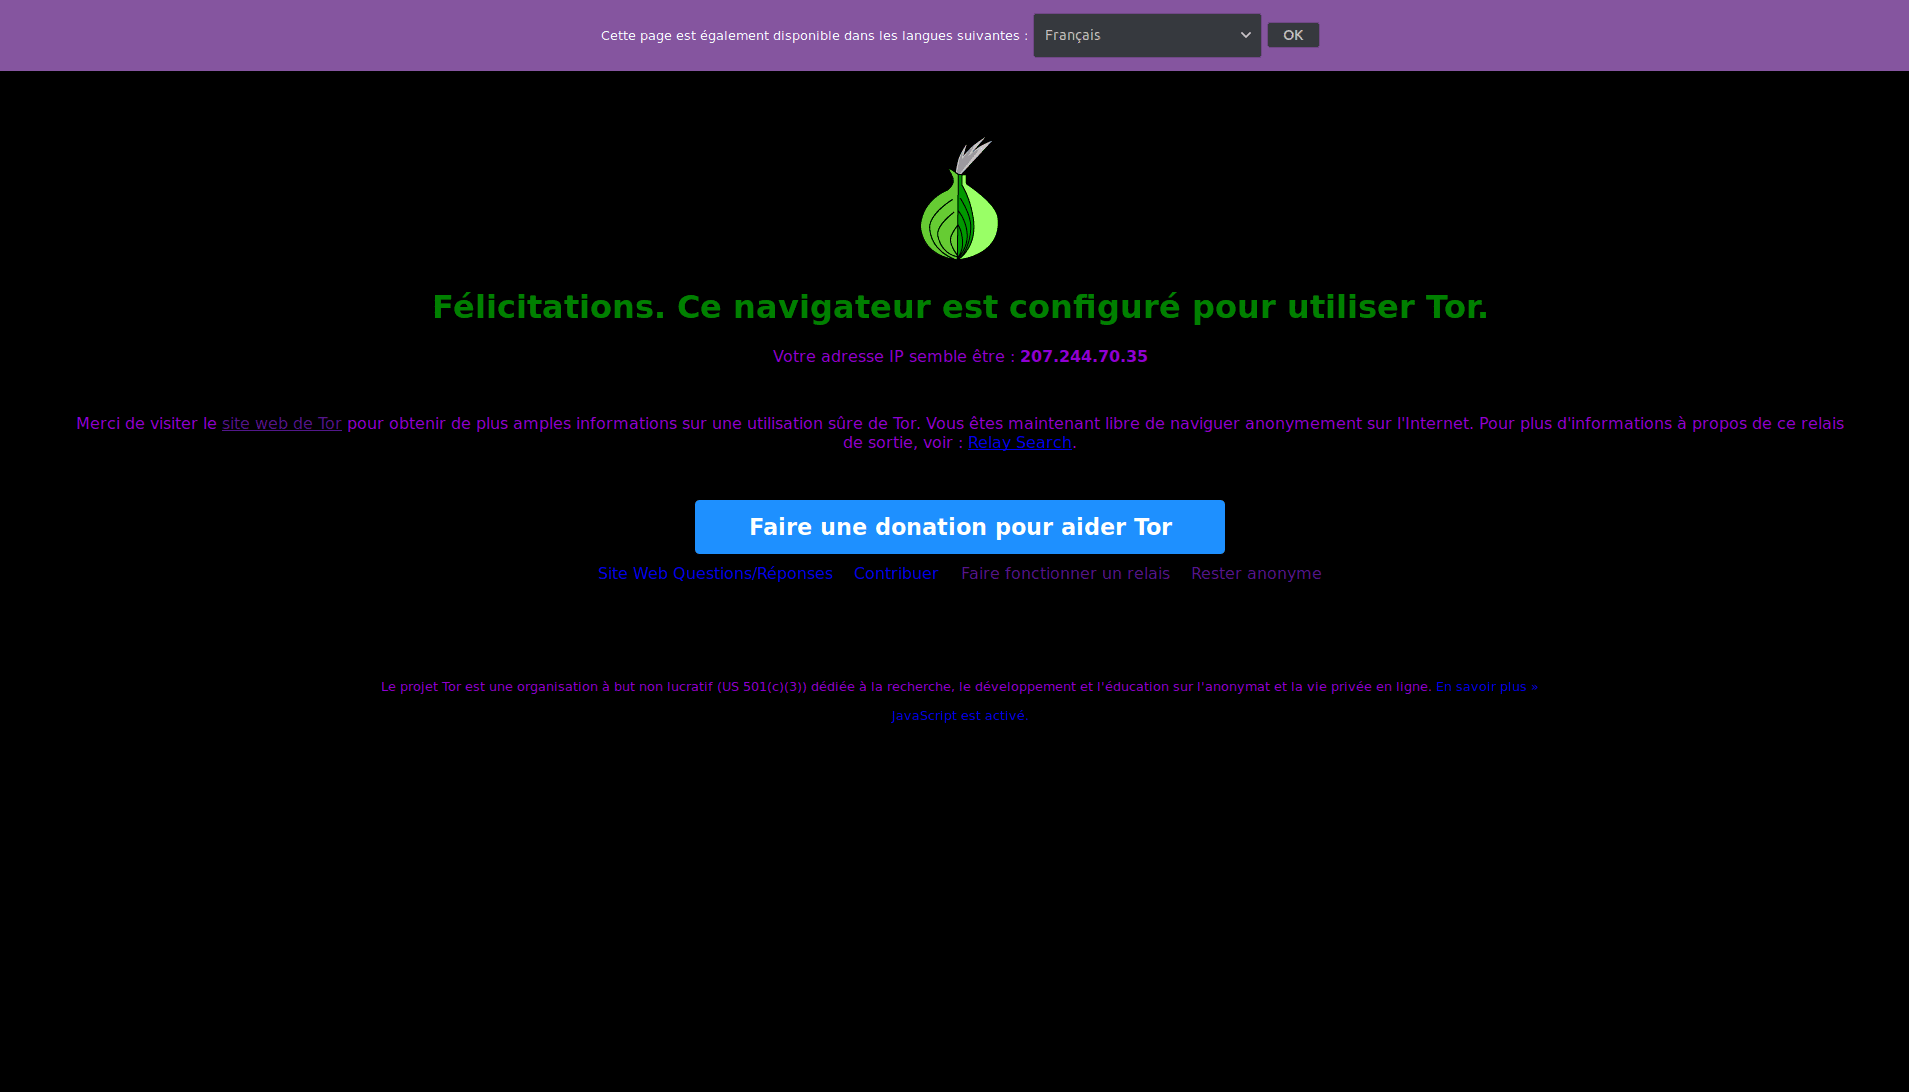 Cette page est également disponible dans les langues suivantes : Français OK
Félicitations. Ce navigateur est configuré pour utiliser Tor.
Votre adresse IP semble être : 207.244.70.35
Merci de visiter le site web de Tor pour obtenir de plus amples informations sur une utilisation sûre de Tor. Vous êtes maintenant libre de naviguer anonymement sur l'Internet. Pour plus d'informations à propos de ce relais
de sortie, voir : Relay Search.
Faire une donation pour aider Tor
Site Web Questions/Réponses Contribuer Faire fonctionner un relais Rester anonyme
Le projet Tor est une organisation à but non lucratif (US 501(c)(3)) dédiée à la recherche, le développement et l'éducation sur l'anonymat et la vie privée en ligne. En savoir plus »
JavaScript est activé.